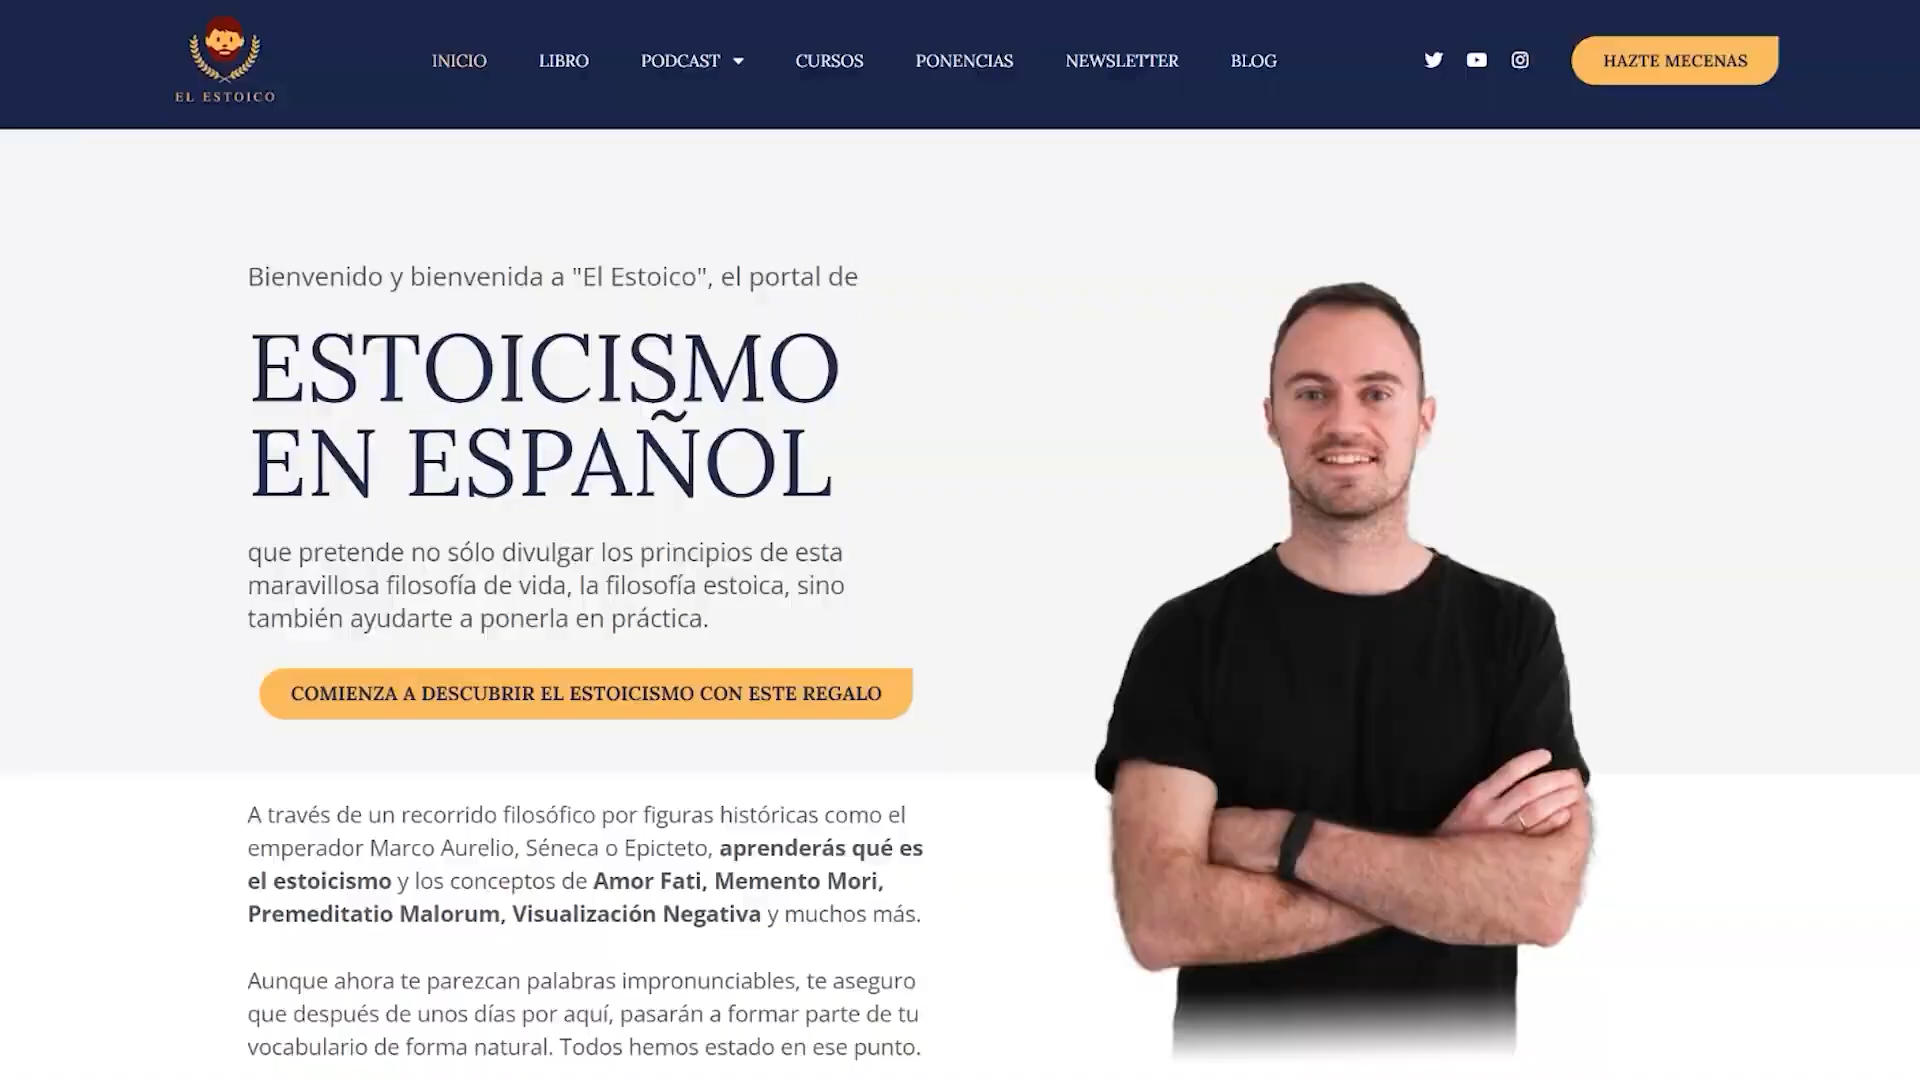 EL ESTOICO
INICIO
LIBRO
PODCAST
CURSOS
PONENCIAS
NEWSLETTER
BLOG
HAZTE MECENAS
Bienvenido y bienvenida a "El Estoico", el portal de
ESTOICISMO
EN ESPAÑOL
que pretende no sólo divulgar los principios de esta
maravillosa filosofía de vida, la filosofía estoica, sino
también ayudarte a ponerla en práctica.
COMIENZA A DESCUBRIR EL ESTOICISMO CON ESTE REGALO
A través de un recorrido filosófico por figuras históricas como el
emperador Marco Aurelio, Séneca o Epicteto, aprenderás qué es
el estoicismo y los conceptos de Amor Fati, Memento Mori,
Premeditatio Malorum, Visualización Negativa y muchos más.
Aunque ahora te parezcan palabras impronunciables, te aseguro
que después de unos días por aquí, pasarán a formar parte de tu
vocabulario de forma natural. Todos hemos estado en ese punto.